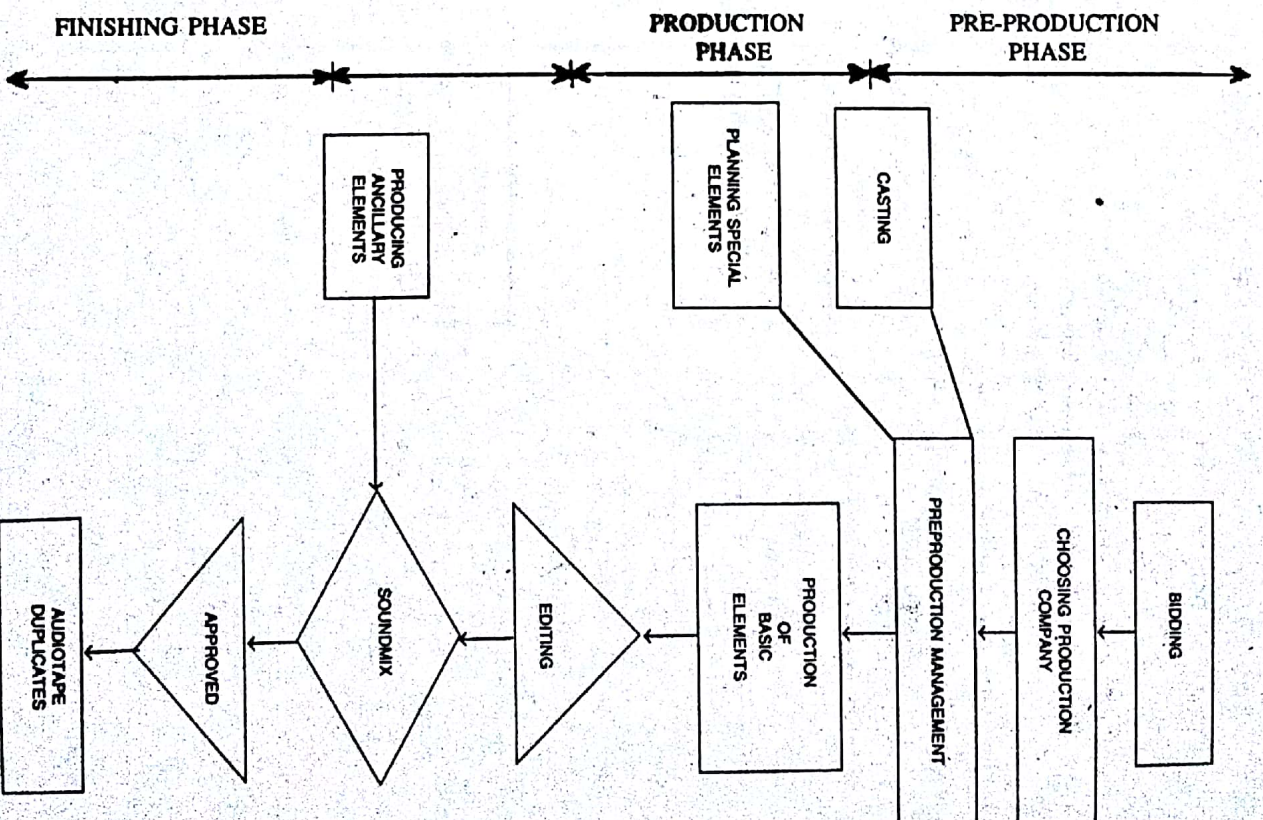 FINISHING PHASE
PRODUCTION
PHASE
PRE-PRODUCTION
PHASE
BIDDING
CHOOSING PRODUCTION
COMPANY
PREPRODUCTION MANAGEMENT
CASTING
PLANNING SPECIAL
ELEMENTS
PRODUCTION
OF
BASIC
ELEMENTS
EDITING
PRODUCING
ANCILLARY
ELEMENTS
SOUNDMIX
APPROVED
AUDIOTAPE
DUPLICATES